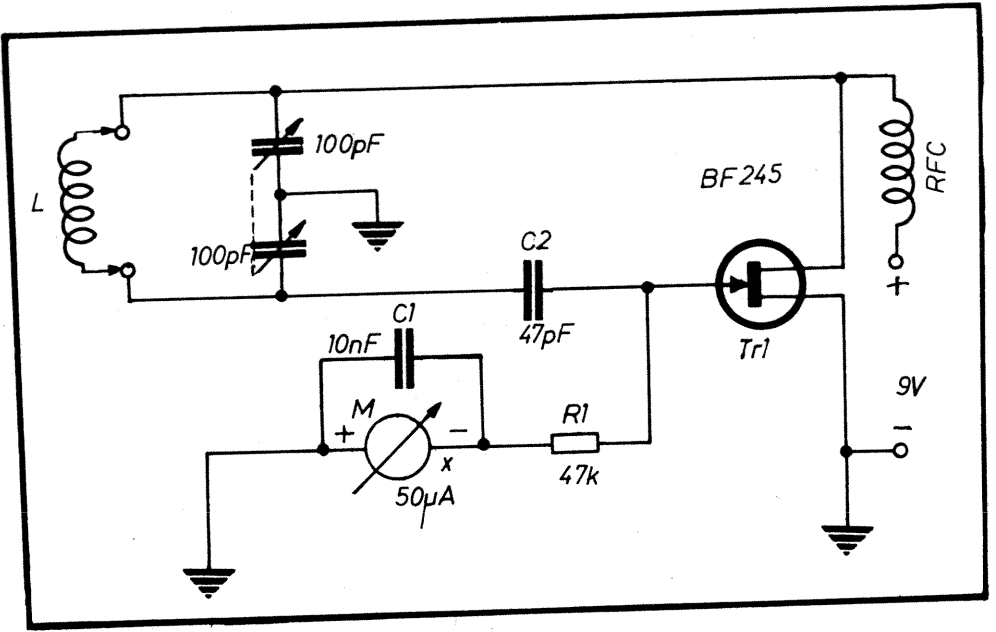 100pF
BF245
RFC
L
100pF
C2
+
C1
47pF
10nF
Tr1
M
9V
R1
+
−
−
x
47k
50µA